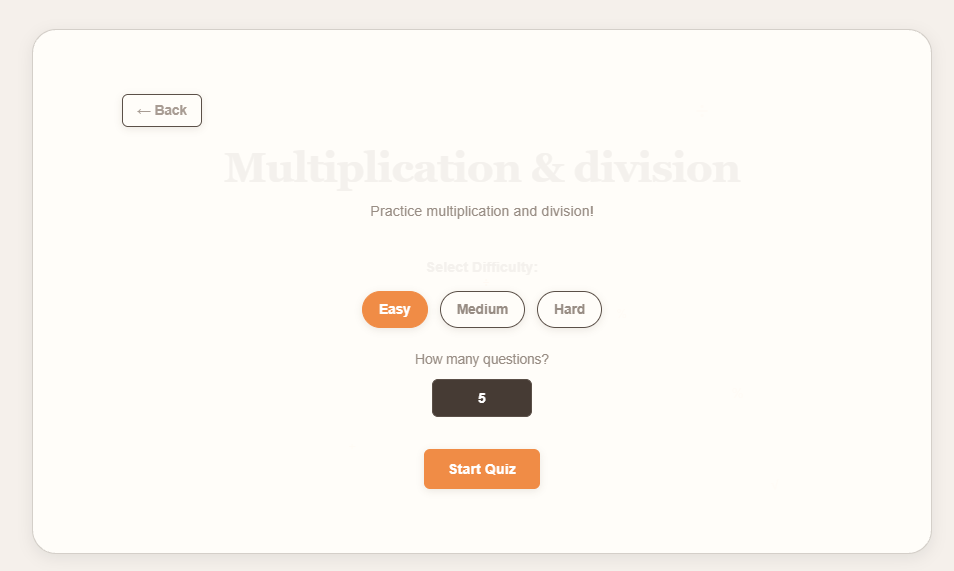 ← Back
Multiplication & division
Practice multiplication and division!
Select Difficulty:
Easy Medium Hard
How many questions?
5
Start Quiz